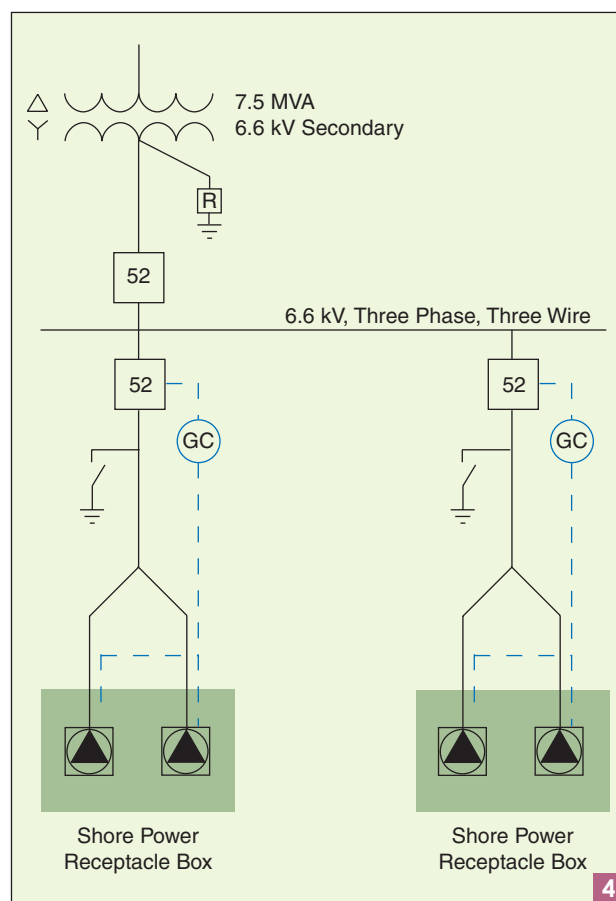 7.5 MVA
6.6 kV Secondary
R
52
6.6 kV, Three Phase, Three Wire
52
52
GC
GC
Shore Power
Receptacle Box
Shore Power
Receptacle Box
4